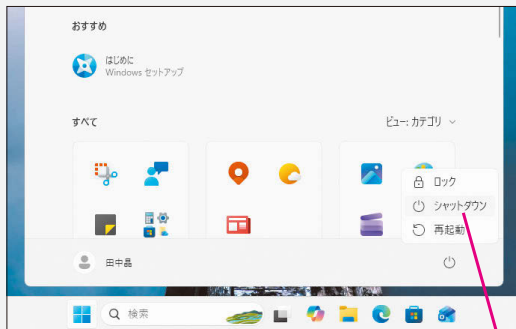 おすすめ
はじめに
Windows セットアップ
すべて
ビュー: カテゴリ
ロック
シャットダウン
再起動
田中晶
検索